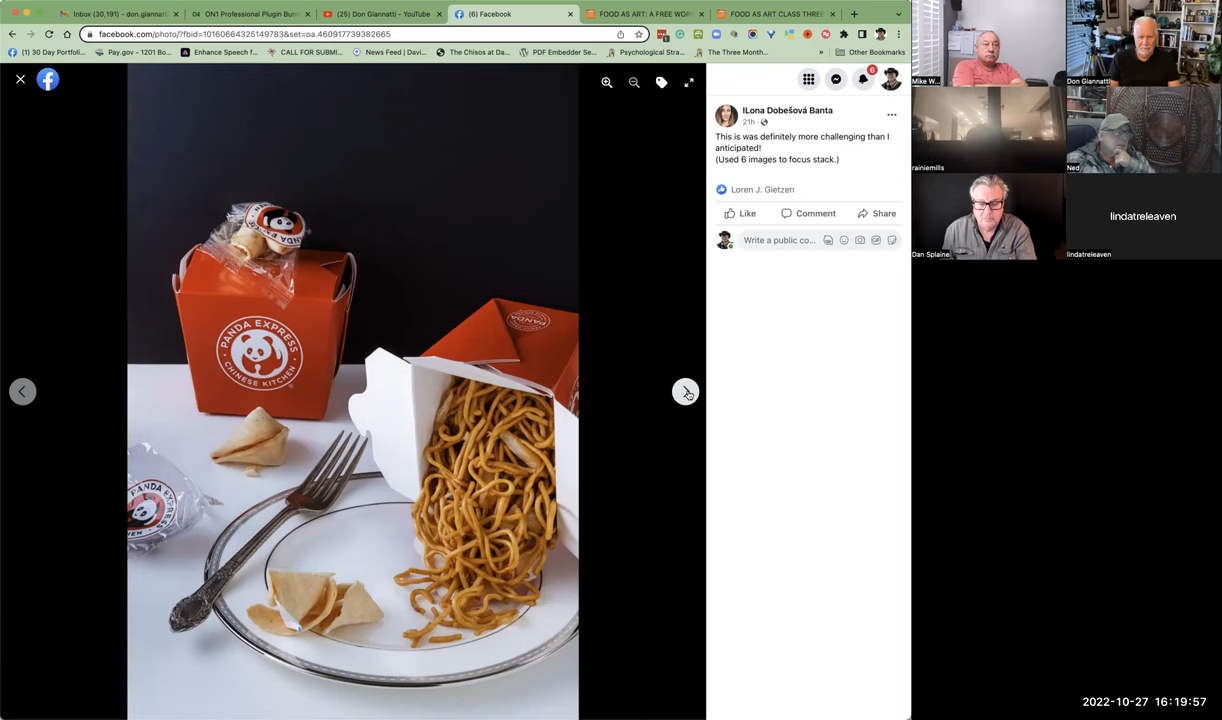 Inbox (30,191) - don.giannatt
ON1 Professional Plugin Bu
(25) Don Giannatti - YouTube
(6) Facebook
FOOD AS ART: A FREE WOR
FOOD AS ART CLASS THREE
facebook.com/photo/?fbid=10160664325149783&set=oa.460917739382665
(1) 30 Day Portfoli...
Pay.gov - 1201 Bo...
Enhance Speech f...
CALL FOR SUBMI...
News Feed | Davi...
The Chisos at Da...
PDF Embedder Se...
Psychological Stra...
The Three Month...
»
Other Bookmarks
6
ILona Dobešová Banta
21h ·
This is was definitely more challenging than I
anticipated!
(Used 6 images to focus stack.)
Loren J. Gietzen
Like
Comment
Share
Write a public co...
PANDA EXPRESS
CHINESE KITCHEN
PANDA EXPRESS
Mike W...
Don Giannatti
rainiemills
Ned
Dan Splaine
lindatreleaven
lindatreleaven
2022-10-27 16:19:57